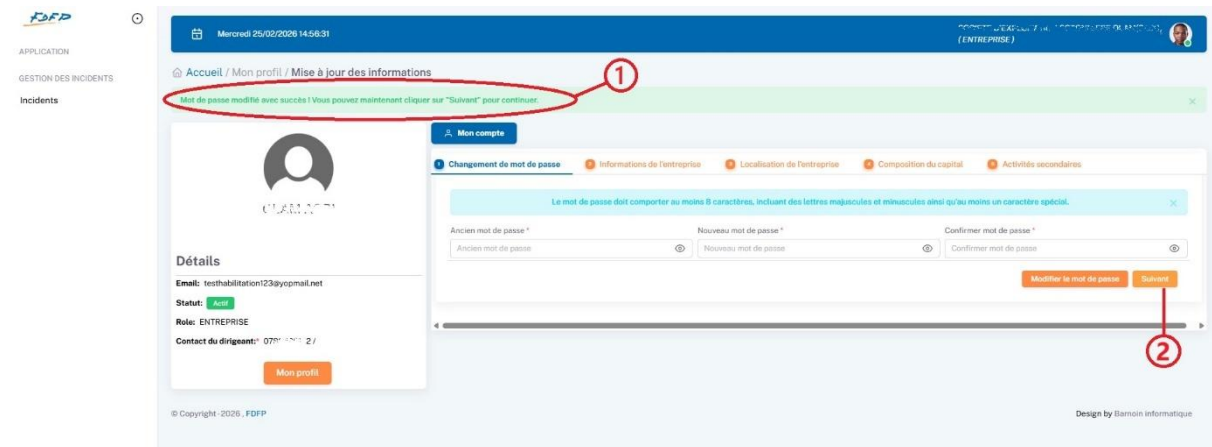 FDFP
Mercredi 25/02/2026 14:56:31
(ENTREPRISE)
APPLICATION
GESTION DES INCIDENTS
Incidents
Accueil / Mon profil / Mise à jour des informations
1
Mot de passe modifié avec succès ! Vous pouvez maintenant cliquer sur "Suivant" pour continuer.
Mon compte
1 Changement de mot de passe
Informations de l'entreprise
Localisation de l'entreprise
Composition du capital
Activités secondaires
Le mot de passe doit comporter au moins 8 caractères, incluant des lettres majuscules et minuscules ainsi qu'au moins un caractère spécial.
Ancien mot de passe * Nouveau mot de passe * Confirmer mot de passe *
Ancien mot de passe Nouveau mot de passe Confirmer mot de passe
Modifier le mot de passe Suivant
2
Détails
Email: testhabilitation123@yopmail.net
Statut: Actif
Role: ENTREPRISE
Contact du dirigeant:*
Mon profil
© Copyright - 2026 , FDFP
Design by Barnoin informatique